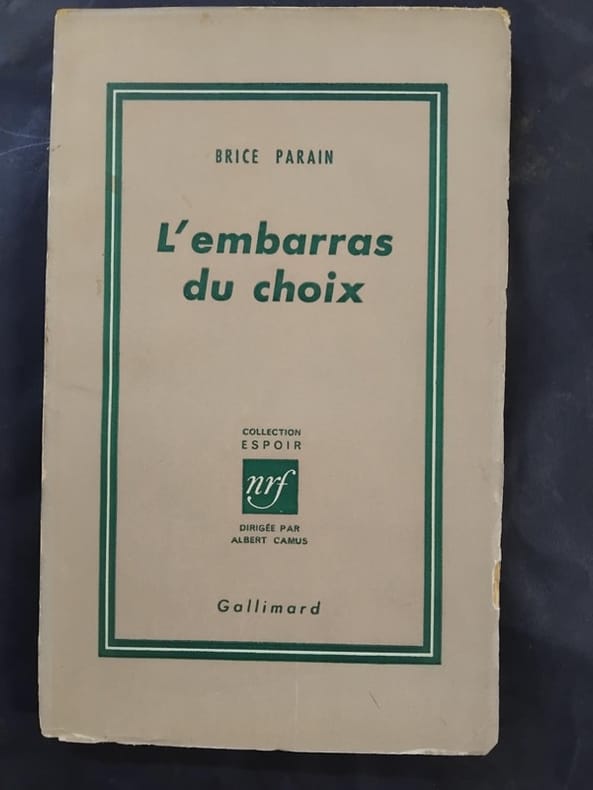 BRICE PARAIN
L'embarras
du choix
COLLECTION
ESPOIR
nrf
DIRIGÉE PAR
ALBERT CAMUS
Gallimard